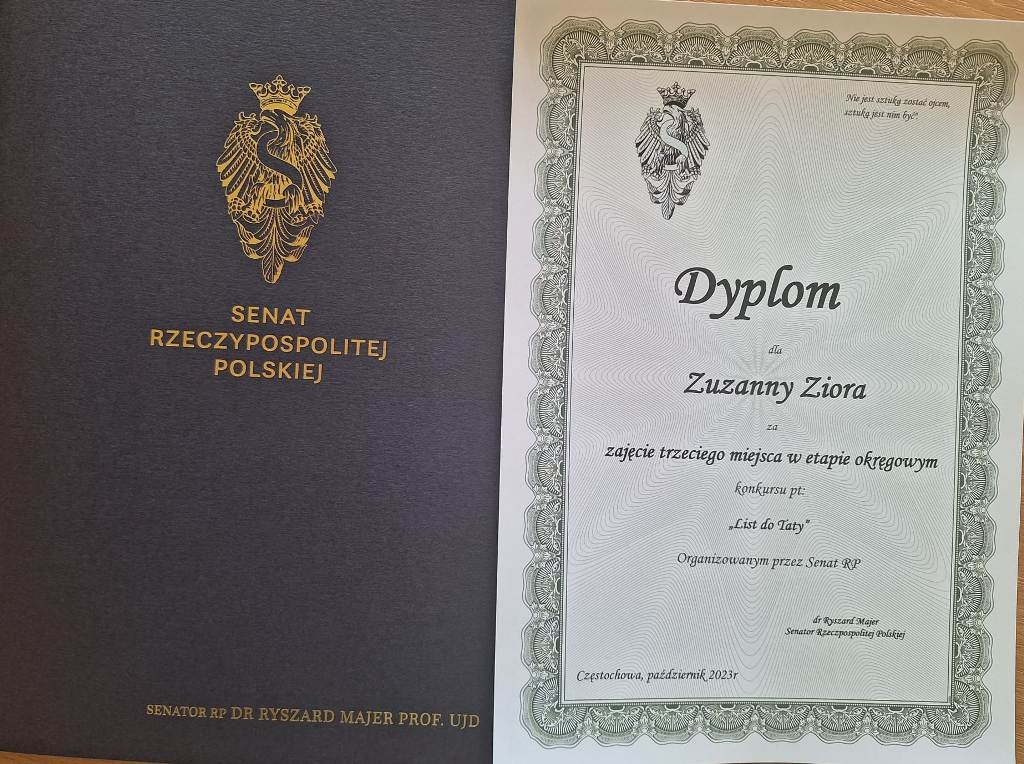 SENAT
RZECZYPOSPOLITEJ
POLSKIEJ
SENATOR RP DR RYSZARD MAJER PROF. UJD
Nie jest sztuką zostać ojcem,
sztuką jest nim być".
Dyplom
dla
Zuzanny Ziora
za
zajęcie trzeciego miejsca w etapie okręgowym
konkursu pt:
„List do Taty"
Organizowanym przez Senat RP
dr Ryszard Majer
Senator Rzeczpospolitej Polskiej
Częstochowa, październik 2023r